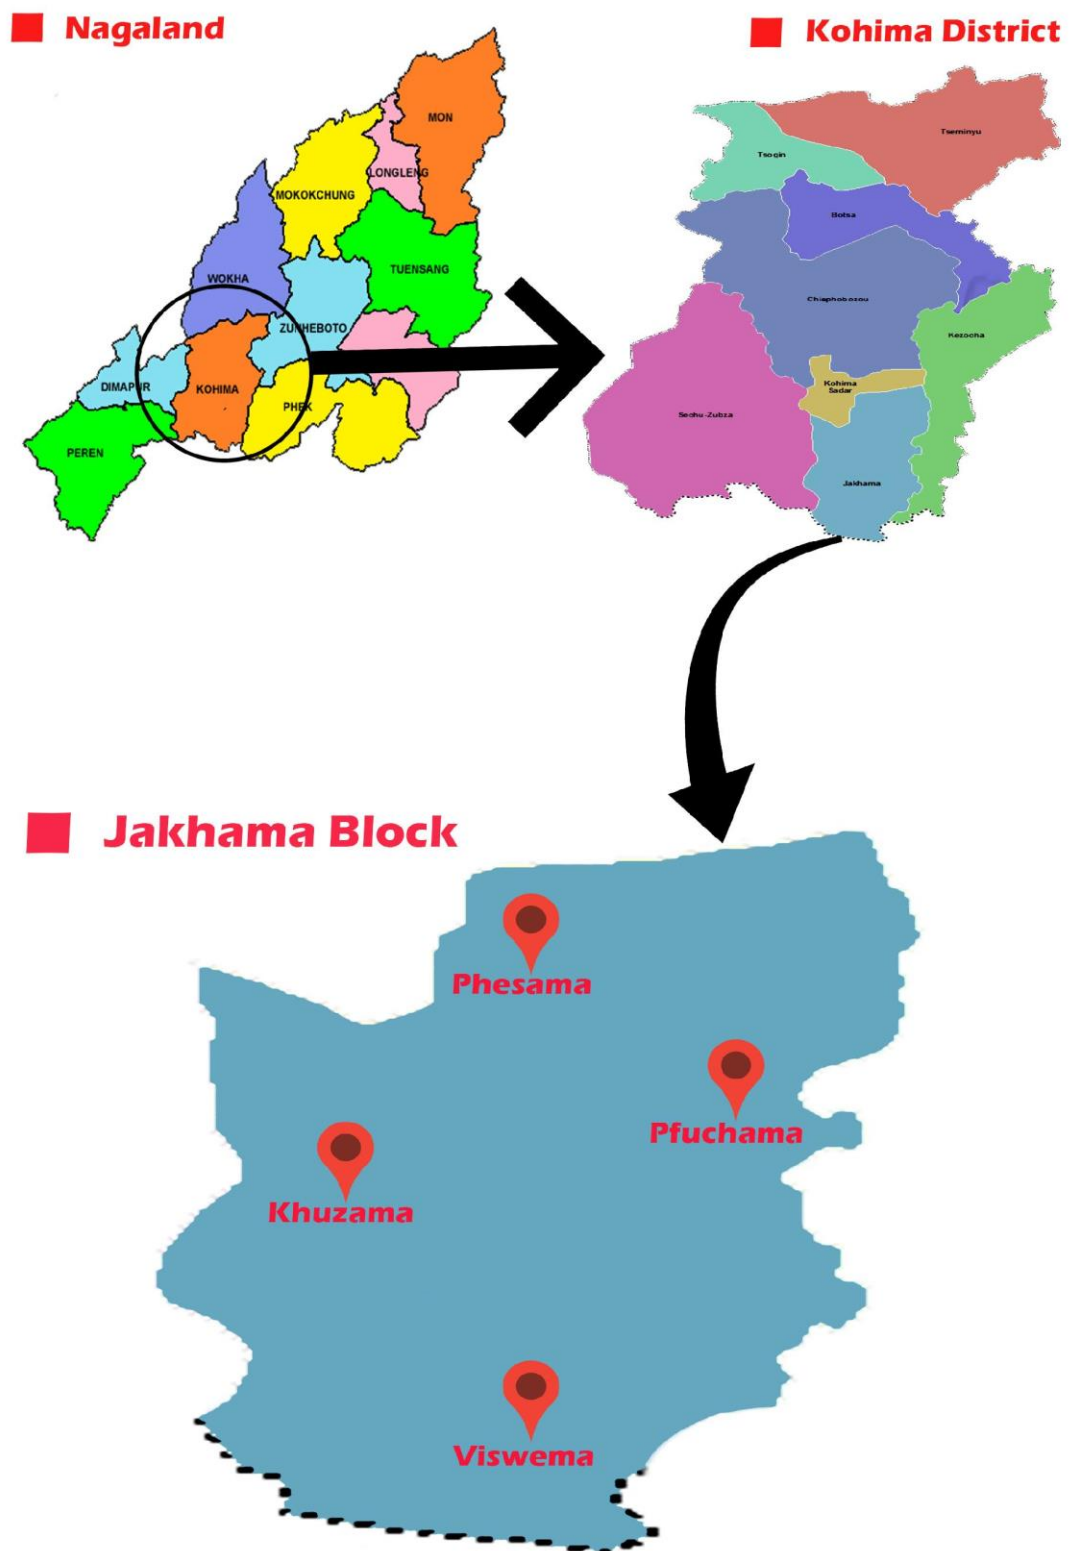 Nagaland
MON
LONGLENG
MOKOKCHUNG
TUENSANG
WOKHA
ZUNHEBOTO
DIMAPUR
KOHIMA
PHEK
PEREN
Kohima District
Tseminyu
Tsogin
Botsa
Chiephobozou
Kezocha
Kohima
Sadar
Sechu-Zubza
Jakhama
Jakhama Block
Phesama
Pfuchama
Khuzama
Viswema